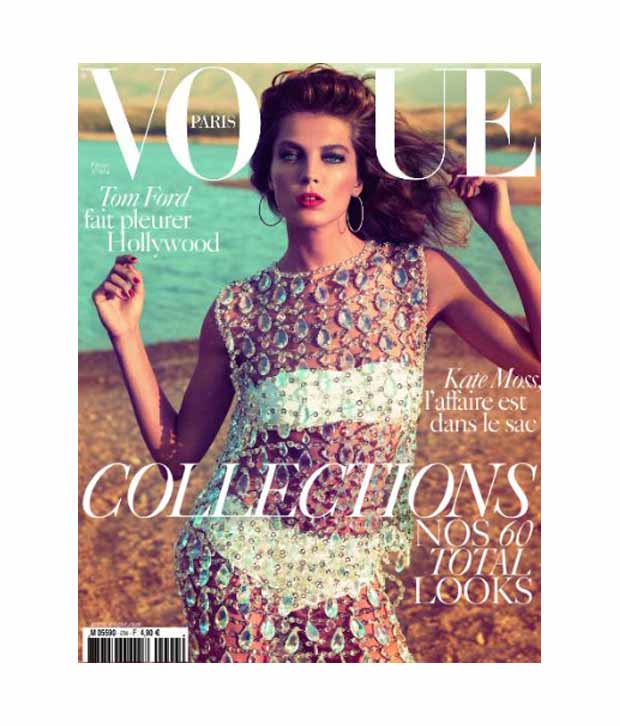 VOGUE
PARIS
Tom Ford
fait pleurer
Hollywood
Kate Moss,
l'affaire est
dans le sac
COLLECTIONS
NOS 60
TOTAL
LOOKS
M 05590
F: 4,90 €